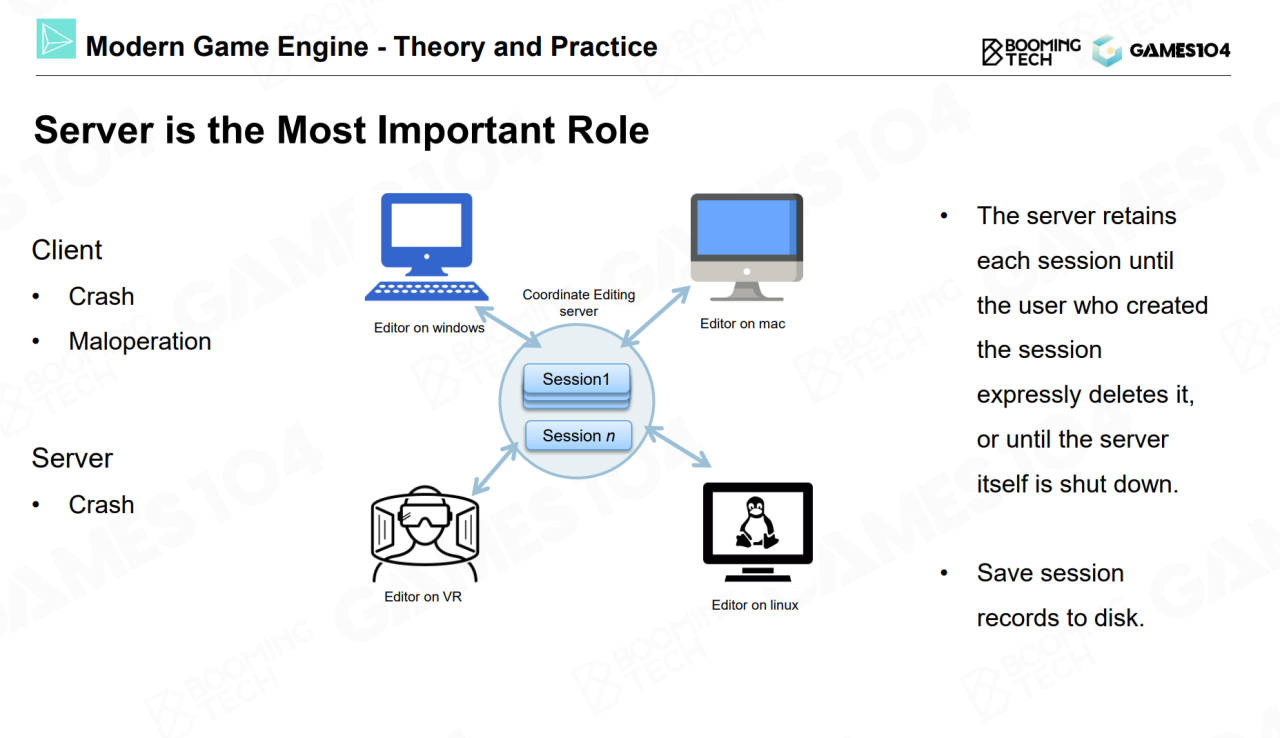 Modern Game Engine - Theory and Practice
BOOMING
TECH
GAMES104
Server is the Most Important Role
Client
• Crash
• Maloperation
Server
• Crash
Editor on windows
Coordinate Editing
server
Editor on mac
Session1
Session n
Editor on VR
Editor on linux
• The server retains
each session until
the user who created
the session
expressly deletes it,
or until the server
itself is shut down.
• Save session
records to disk.